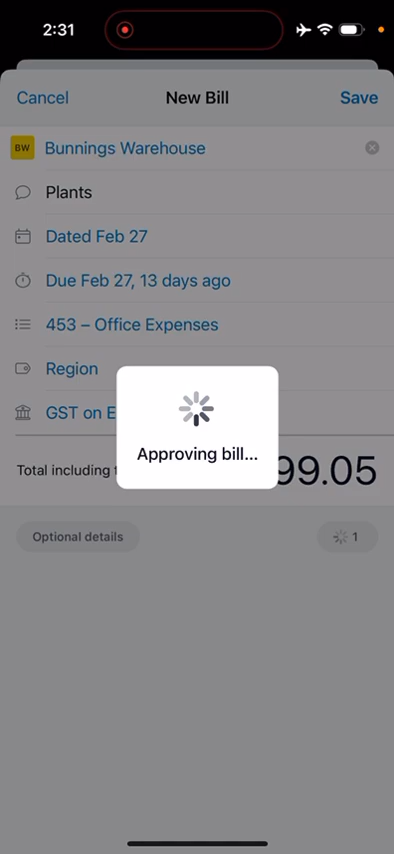 2:31
Cancel New Bill Save
BW Bunnings Warehouse
Plants
Dated Feb 27
Due Feb 27, 13 days ago
453 – Office Expenses
Region
GST on E
Approving bill...
Total including 99.05
Optional details 1